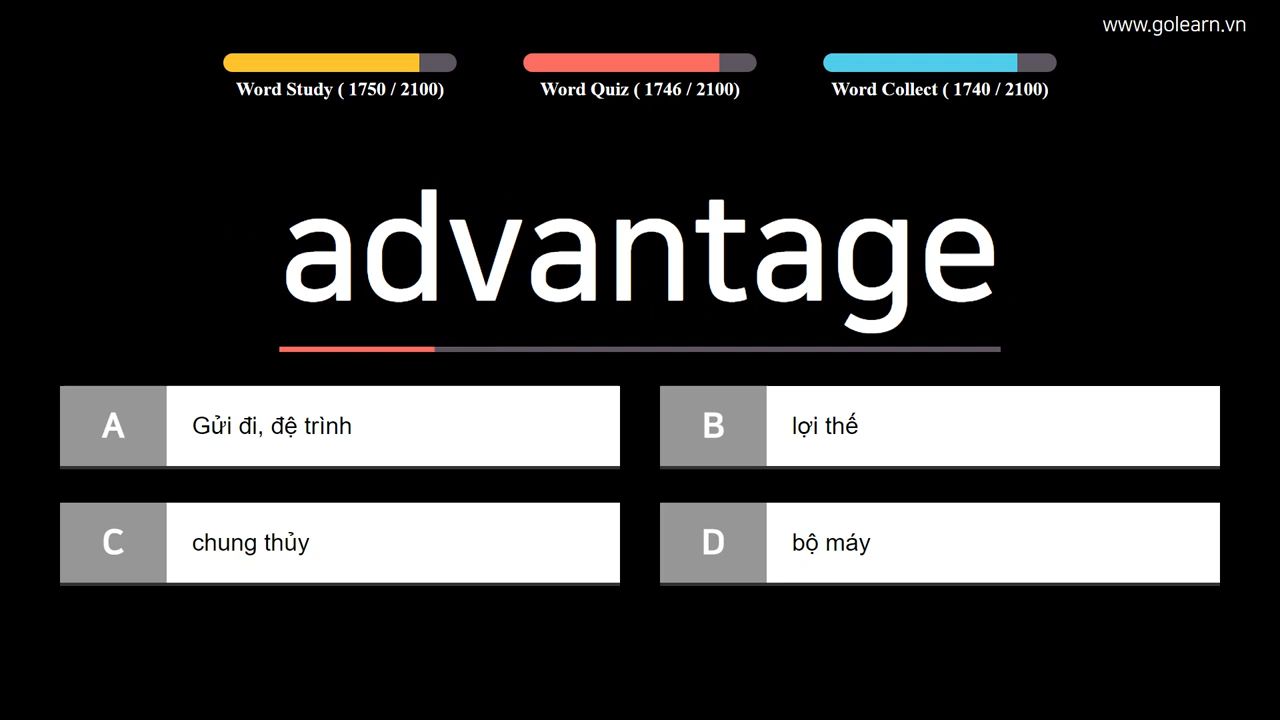 www.golearn.vn
Word Study ( 1750 / 2100)
Word Quiz ( 1746 / 2100)
Word Collect ( 1740 / 2100)
advantage
A Gửi đi, đệ trình
B lợi thế
C chung thủy
D bộ máy